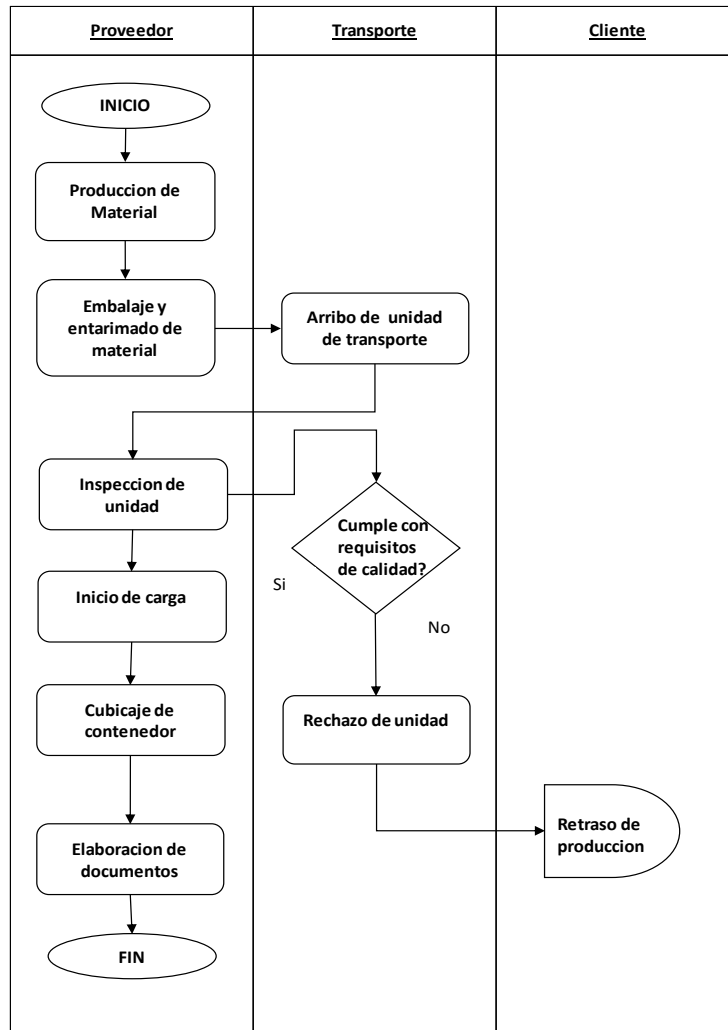 Proveedor
Transporte
Cliente
INICIO
Produccion de
Material
Embalaje y
entarimado de
material
Arribo de unidad
de transporte
Inspeccion de
unidad
Cumple con
requisitos
de calidad?
Si
No
Inicio de carga
Cubicaje de
contenedor
Rechazo de unidad
Retraso de
produccion
Elaboracion de
documentos
FIN